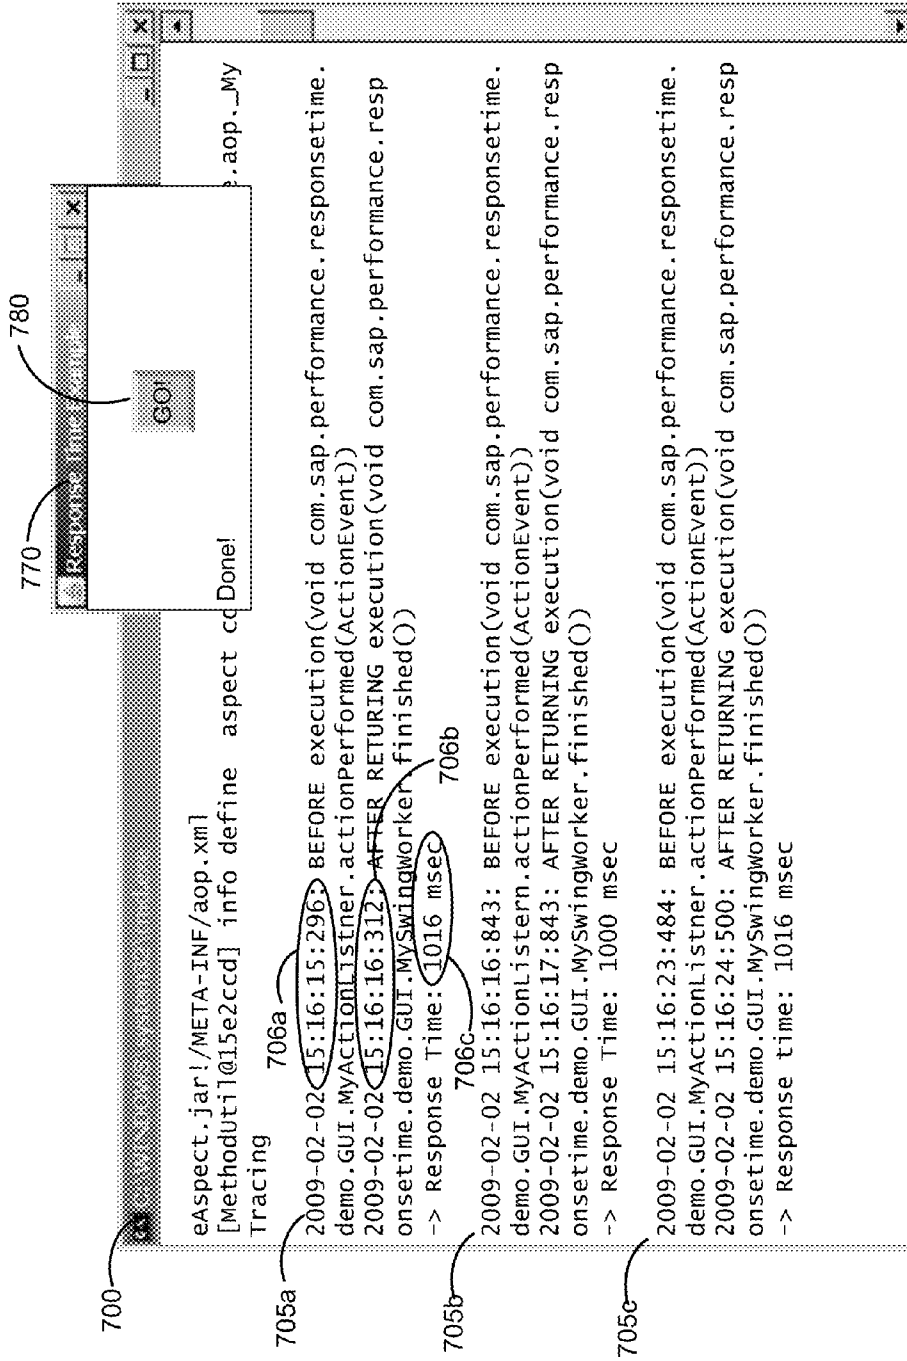 700
770
780
Response Time
GO!
Done!
eAspect.jar!/META-INF/aop.xml
[Methodutil@15e2ccd] info define aspect co e.aop._My
Tracing
705a
706a
2009-02-02 15:16:15:296: BEFORE execution(void com.sap.performance.responsetime.
demo.GUI.MyActionListner.actionPerformed(ActionEvent))
2009-02-02 15:16:16:312: AFTER RETURING execution(void com.sap.performance.resp
onsetime.demo.GUI.MySwingWorker.finished())
-> Response Time: 1016 msec
706b
706c
705b
2009-02-02 15:16:16:843: BEFORE execution(void com.sap.performance.responsetime.
demo.GUI.MyActionListern.actionPerformed(ActionEvent))
2009-02-02 15:16:17:843: AFTER RETURNING execution(void com.sap.performance.resp
onsetime.demo.GUI.MySwingWorker.finished())
-> Response Time: 1000 msec
705c
2009-02-02 15:16:23:484: BEFORE execution(void com.sap.performance.responsetime.
demo.GUI.MyActionListner.actionPerformed(ActionEvent))
2009-02-02 15:16:24:500: AFTER RETURNING execution(void com.sap.performance.resp
onsetime.demo.GUI.MySwingWorker.finished())
-> Response time: 1016 msec